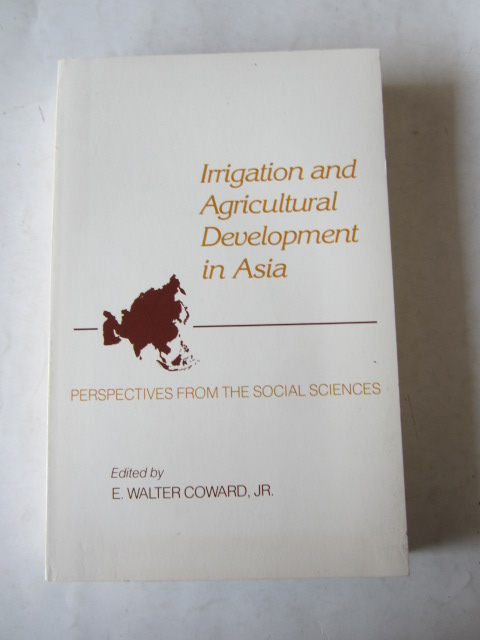 Irrigation and
Agricultural
Development
in Asia
PERSPECTIVES FROM THE SOCIAL SCIENCES
Edited by
E. WALTER COWARD, JR.